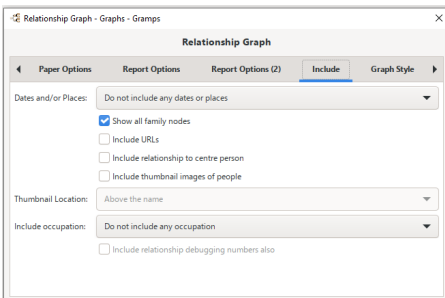 Relationship Graph - Graphs - Gramps
Relationship Graph
Paper Options Report Options Report Options (2) Include Graph Style
Dates and/or Places: Do not include any dates or places
Show all family nodes
Include URLs
Include relationship to centre person
Include thumbnail images of people
Thumbnail Location: Above the name
Include occupation: Do not include any occupation
Include relationship debugging numbers also